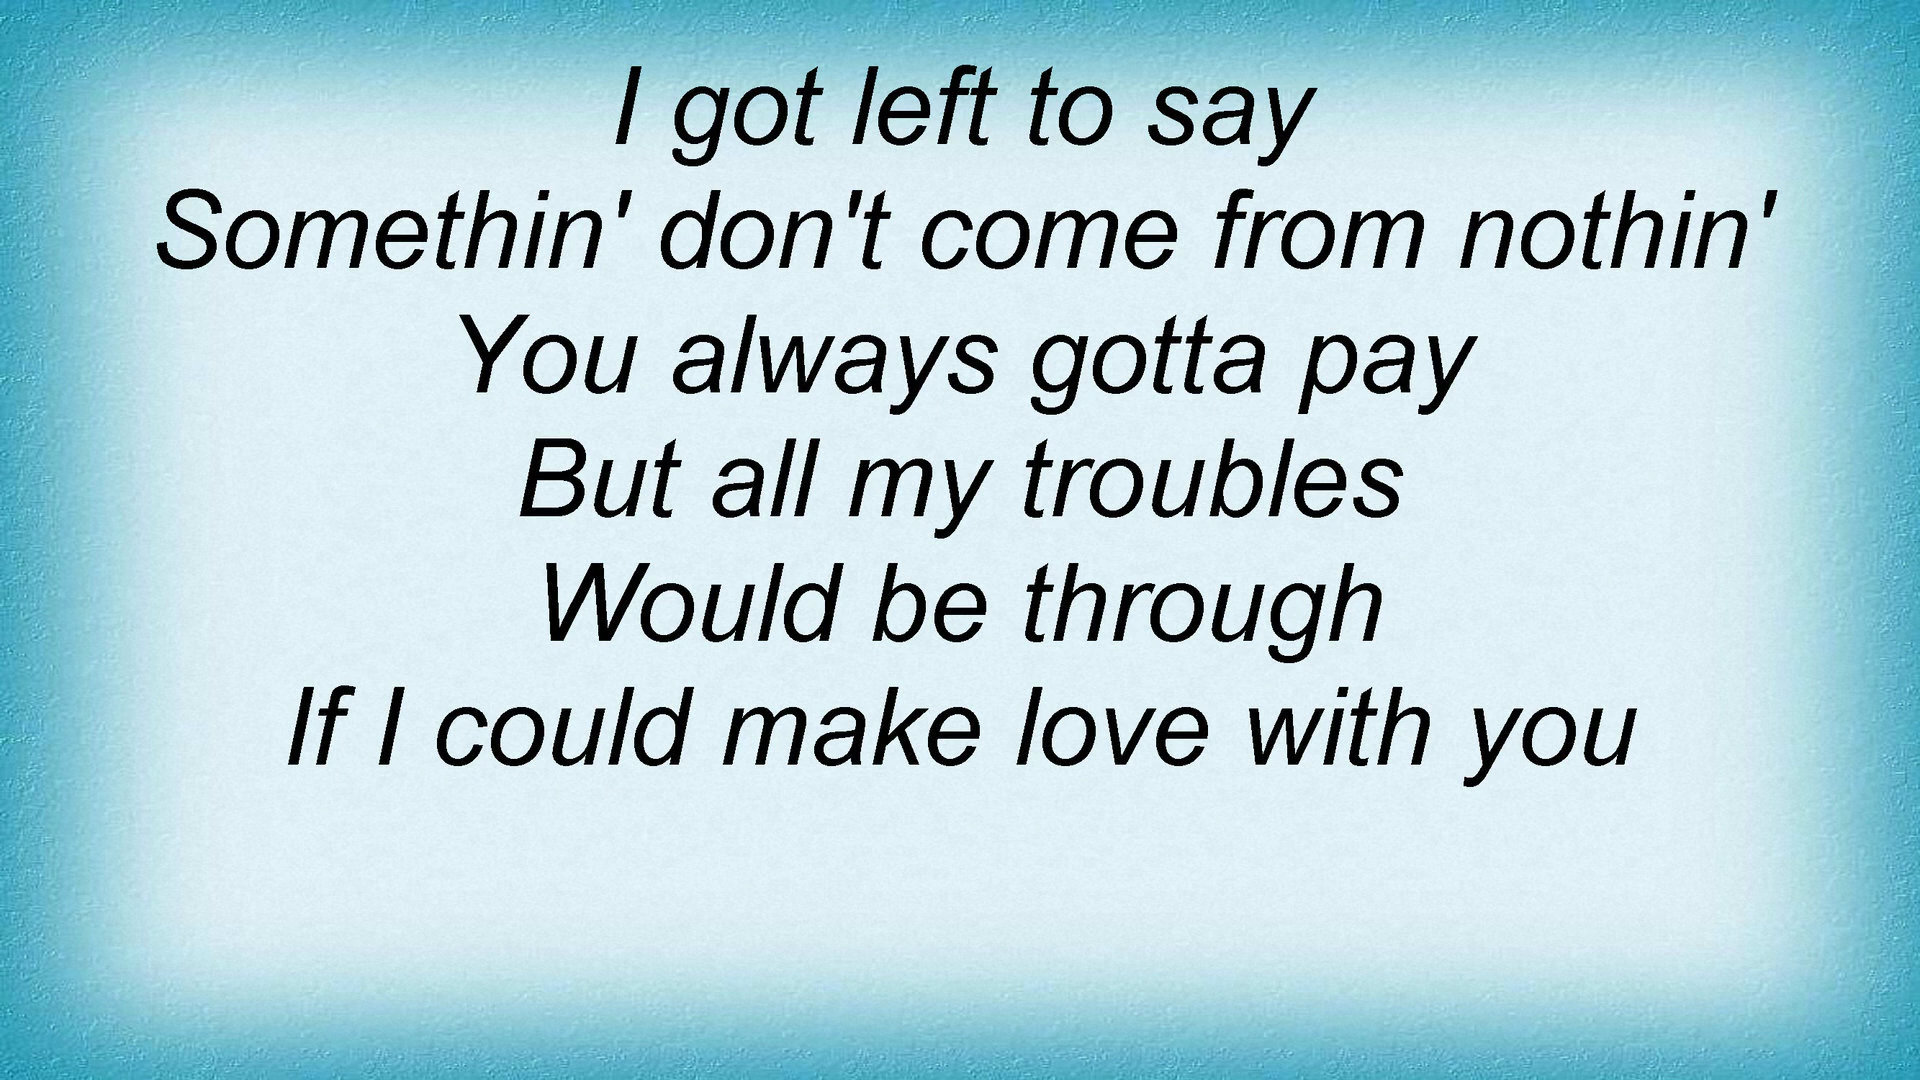 I got left to say
Somethin' don't come from nothin'
You always gotta pay
But all my troubles
Would be through
If I could make love with you